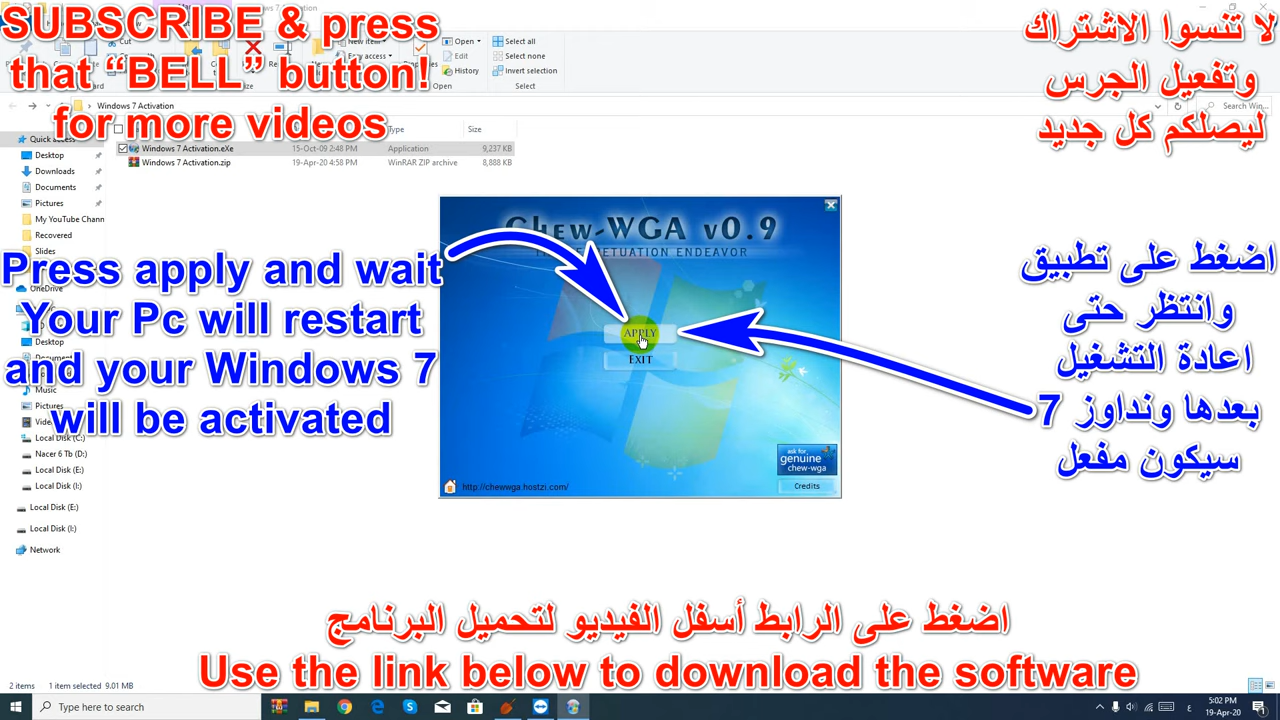 SUBSCRIBE & press
that “BELL” button!
for more videos
لا تنسوا الاشتراك
وتفعيل الجرس
ليصلكم كل جديد
Cut
New item
Easy access
Open
Edit
History
Open
Select all
Select none
Invert selection
Select
Windows 7 Activation
Type
Size
Windows 7 Activation.eXe 15-Oct-09 2:48 PM Application 9,237 KB
Windows 7 Activation.zip 19-Apr-20 4:58 PM WinRAR ZIP archive 8,888 KB
Quick access
Desktop
Downloads
Documents
Pictures
My YouTube Chann
Recovered
Slides
OneDrive
Desktop
Music
Pictures
Local Disk (C:)
Nacer 6 Tb (D:)
Local Disk (E:)
Local Disk (I:)
Local Disk (E:)
Local Disk (I:)
Network
Press apply and wait
Your Pc will restart
and your Windows 7
will be activated
Chew-WGA v0.9
APPLY
EXIT
ask for
genuine
chew-wga
http://chewwga.hostzi.com/
Credits
اضغط على تطبيق
وانتظر حتى
اعادة التشغيل
بعدها ونداوز 7
سيكون مفعل
اضغط على الرابط أسفل الفيديو لتحميل البرنامج
Use the link below to download the software
2 items 1 item selected 9.01 MB
Type here to search
5:02 PM
19-Apr-20